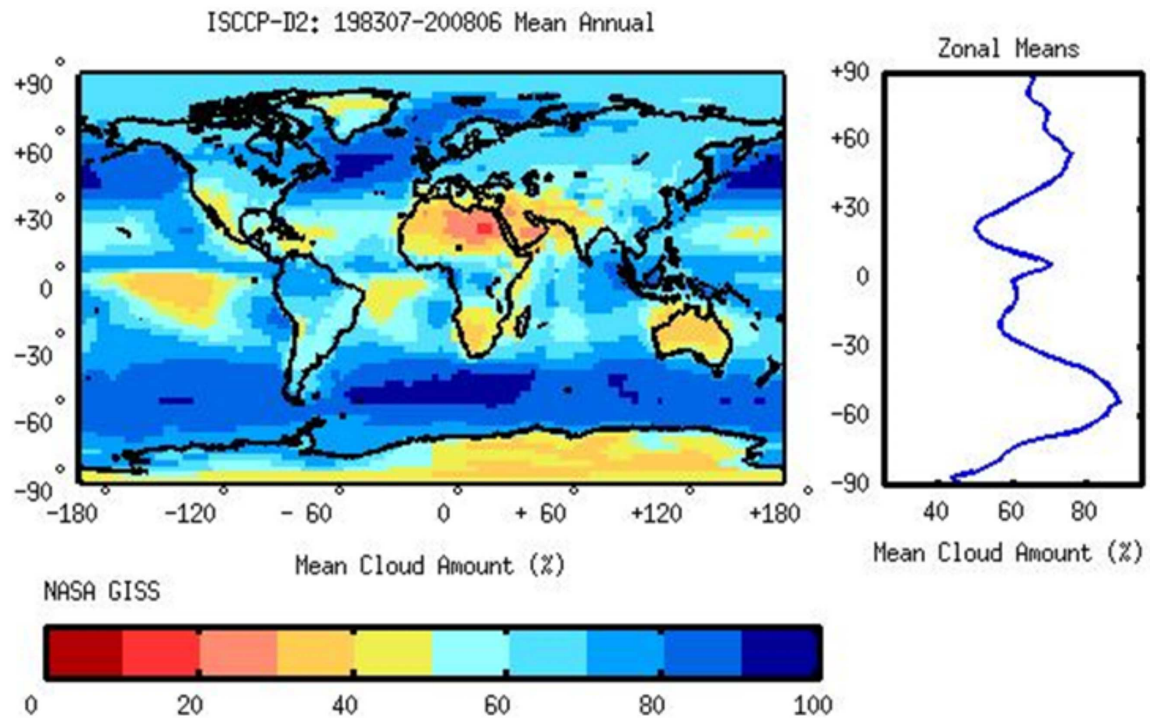 ISCCP-D2: 198307-200806 Mean Annual
+90
+60
+30
0
-30
-60
-90
-180 -120 - 60 0 + 60 +120 +180
Mean Cloud Amount (%)
Zonal Means
+90
+60
+30
0
-30
-60
-90
40 60 80
Mean Cloud Amount (%)
NASA GISS
0 20 40 60 80 100